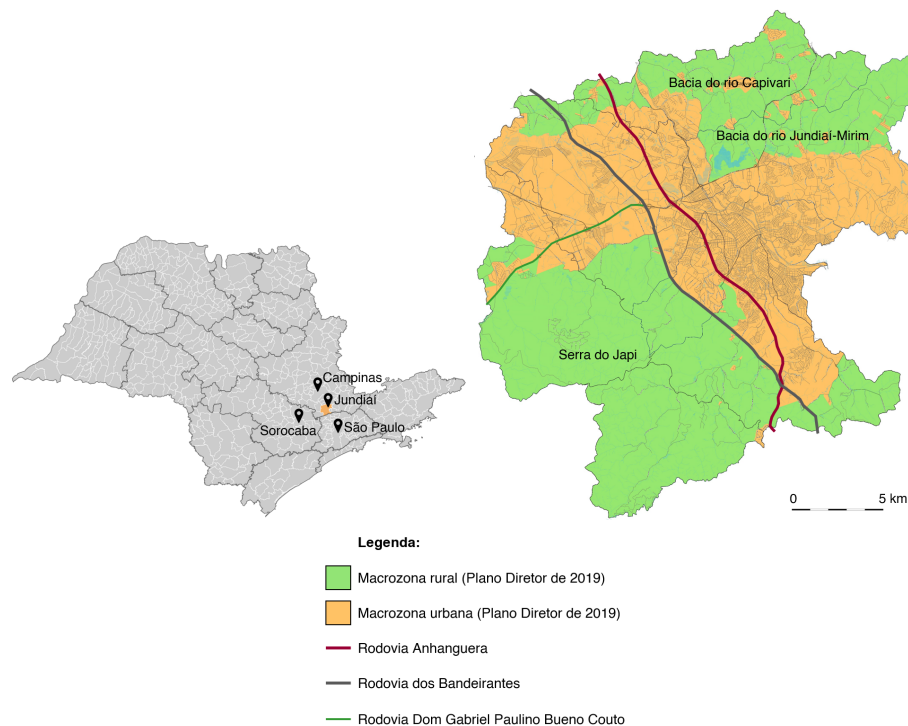 Bacia do rio Capivari
Bacia do rio Jundiaí-Mirim
Serra do Japi
Campinas
Jundiaí
Sorocaba
São Paulo
0 5 km
Legenda:
Macrozona rural (Plano Diretor de 2019)
Macrozona urbana (Plano Diretor de 2019)
Rodovia Anhanguera
Rodovia dos Bandeirantes
Rodovia Dom Gabriel Paulino Bueno Couto